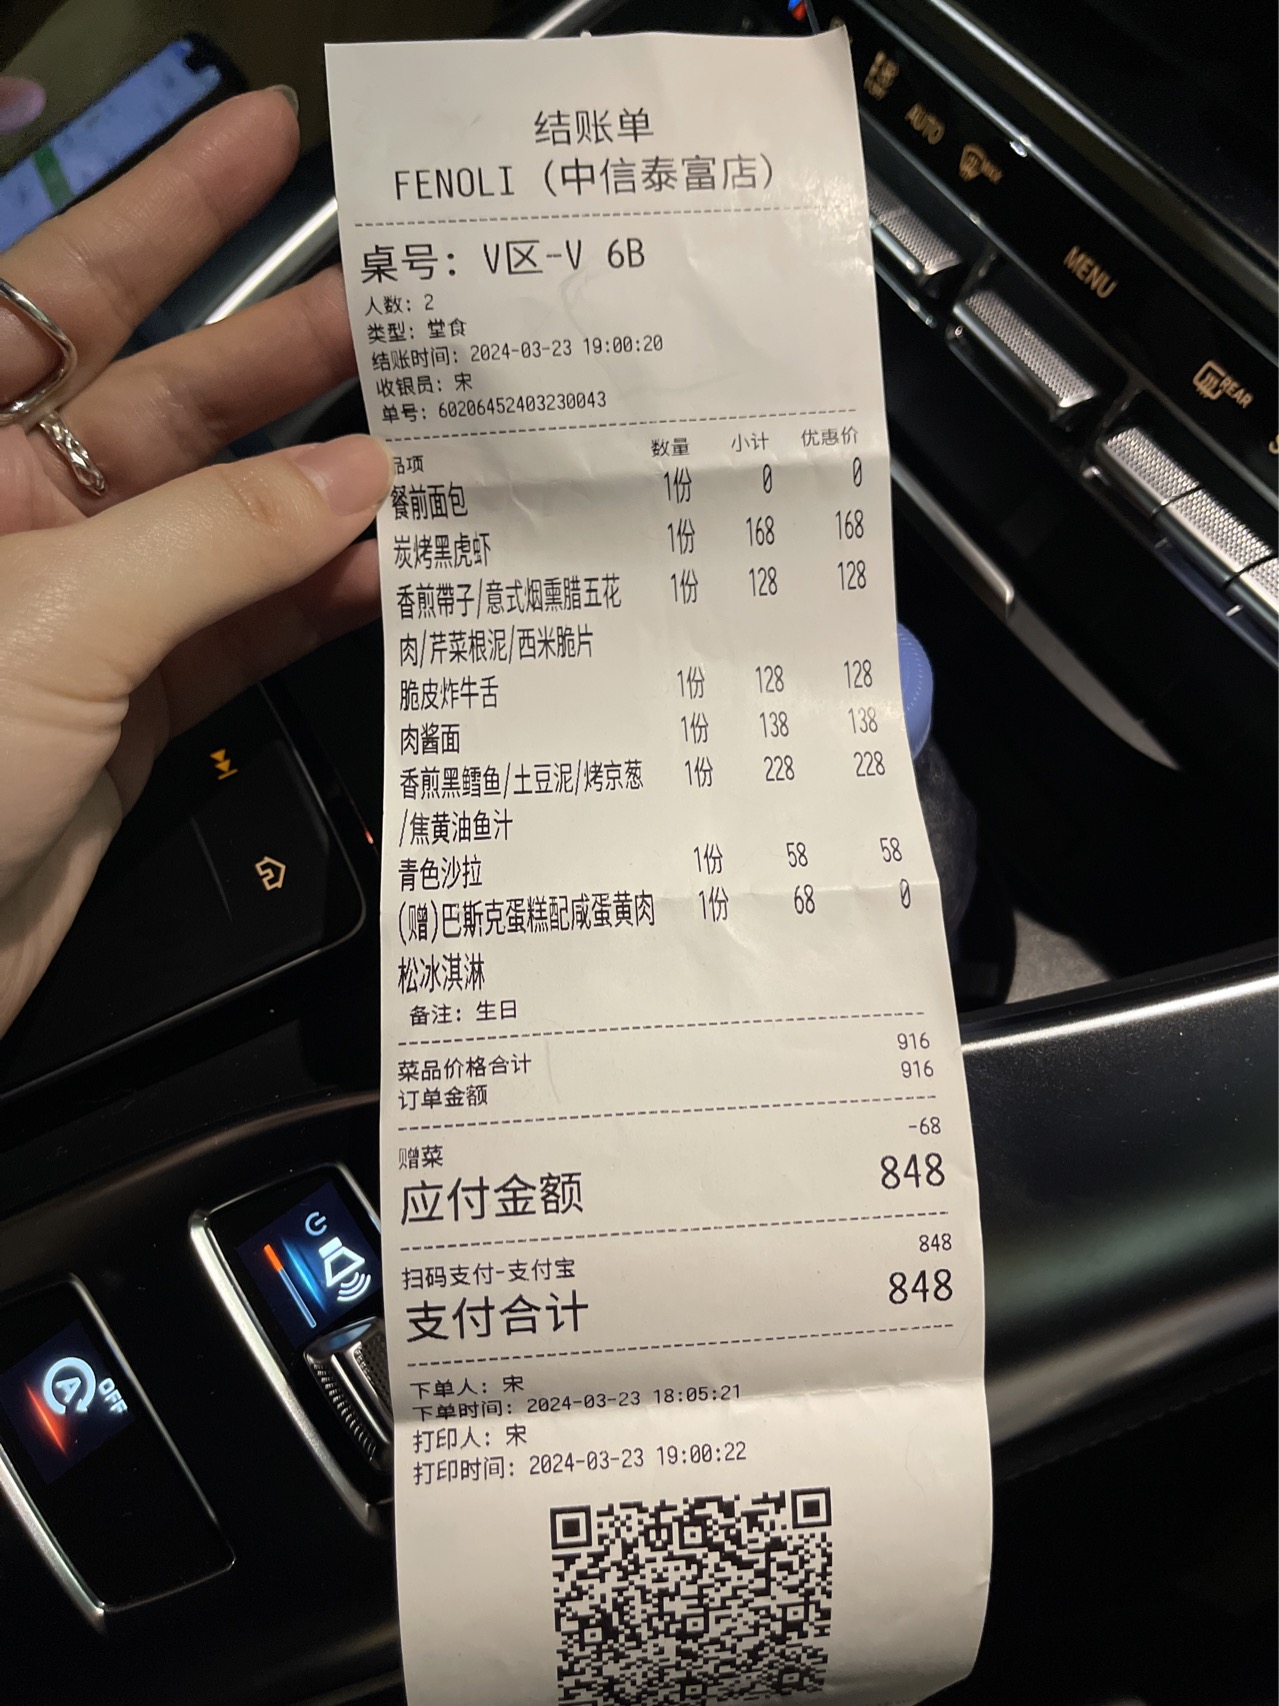 结账单
FENOLI（中信泰富店）
桌号：V区-V 6B
人数：2
类型：堂食
结账时间：2024-03-23 19:00:20
收银员：宋
单号：60206452403230043
品项 数量 小计 优惠价
餐前面包 1份 0 0
炭烤黑虎虾 1份 168 168
香煎帶子/意式烟熏腊五花 1份 128 128
肉/芹菜根泥/西米脆片
脆皮炸牛舌 1份 128 128
肉酱面 1份 138 138
香煎黑鳕鱼/土豆泥/烤京葱 1份 228 228
/焦黄油鱼汁
青色沙拉 1份 58 58
(赠)巴斯克蛋糕配咸蛋黄肉 1份 68 0
松冰淇淋
备注：生日
菜品价格合计 916
订单金额 916
赠菜 -68
应付金额 848
扫码支付-支付宝 848
支付合计 848
下单人：宋
下单时间：2024-03-23 18:05:21
打印人：宋
打印时间：2024-03-23 19:00:22
AUTO
MENU
REAR
A OFF